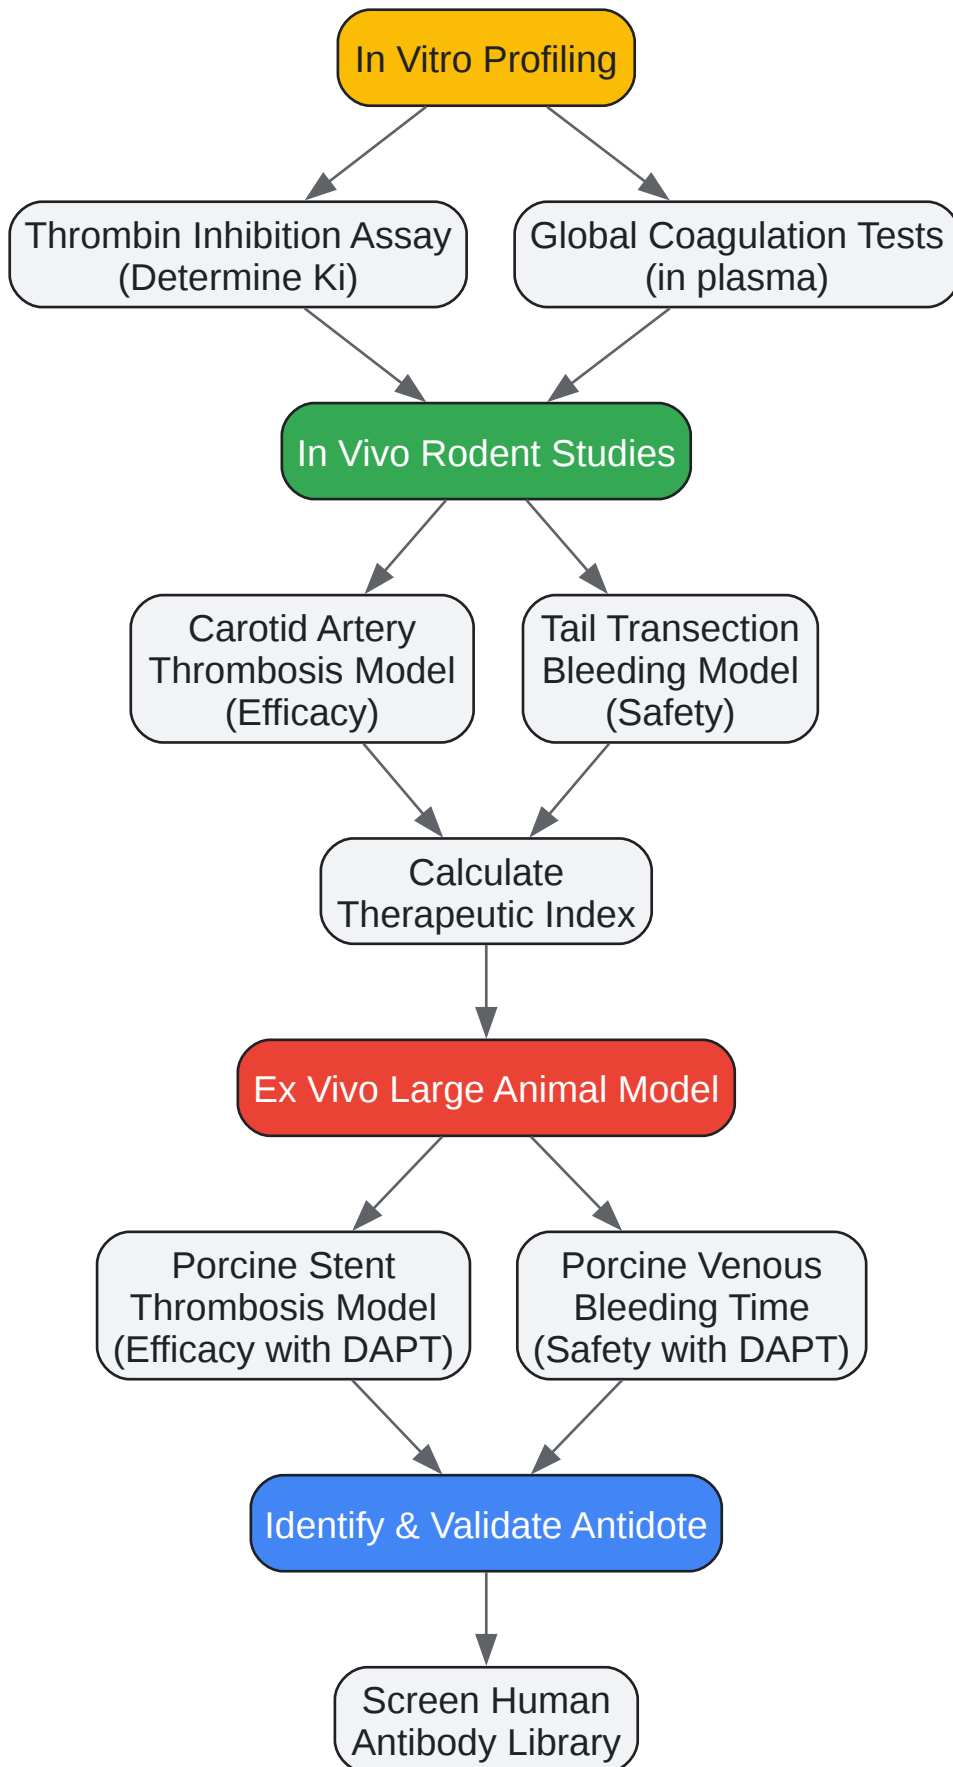 In Vitro Profiling
Thrombin Inhibition Assay
(Determine Ki)
Global Coagulation Tests
(in plasma)
In Vivo Rodent Studies
Carotid Artery
Thrombosis Model
(Efficacy)
Tail Transection
Bleeding Model
(Safety)
Calculate
Therapeutic Index
Ex Vivo Large Animal Model
Porcine Stent
Thrombosis Model
(Efficacy with DAPT)
Porcine Venous
Bleeding Time
(Safety with DAPT)
Identify & Validate Antidote
Screen Human
Antibody Library